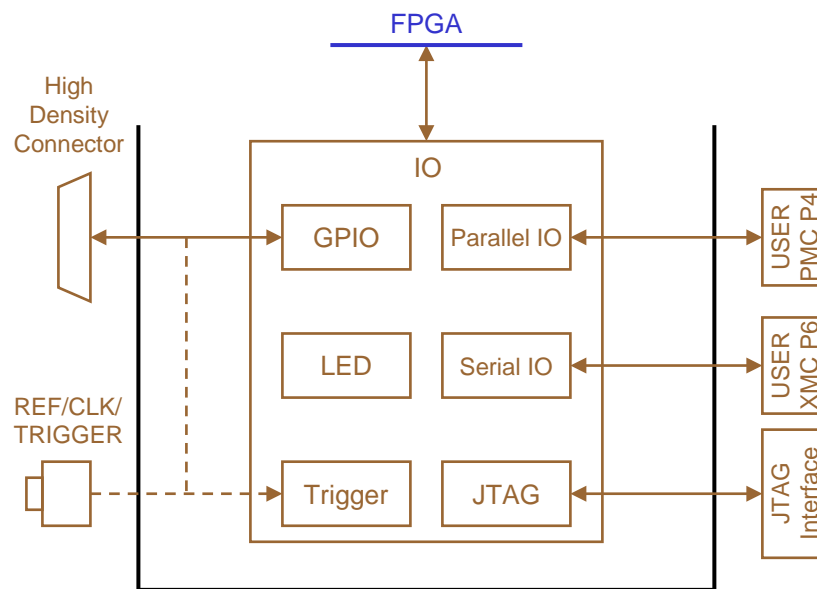 FPGA
High
Density
Connector
IO
GPIO
Parallel IO
USER
PMC P4
LED
Serial IO
USER
XMC P6
REF/CLK/
TRIGGER
Trigger
JTAG
JTAG
Interface